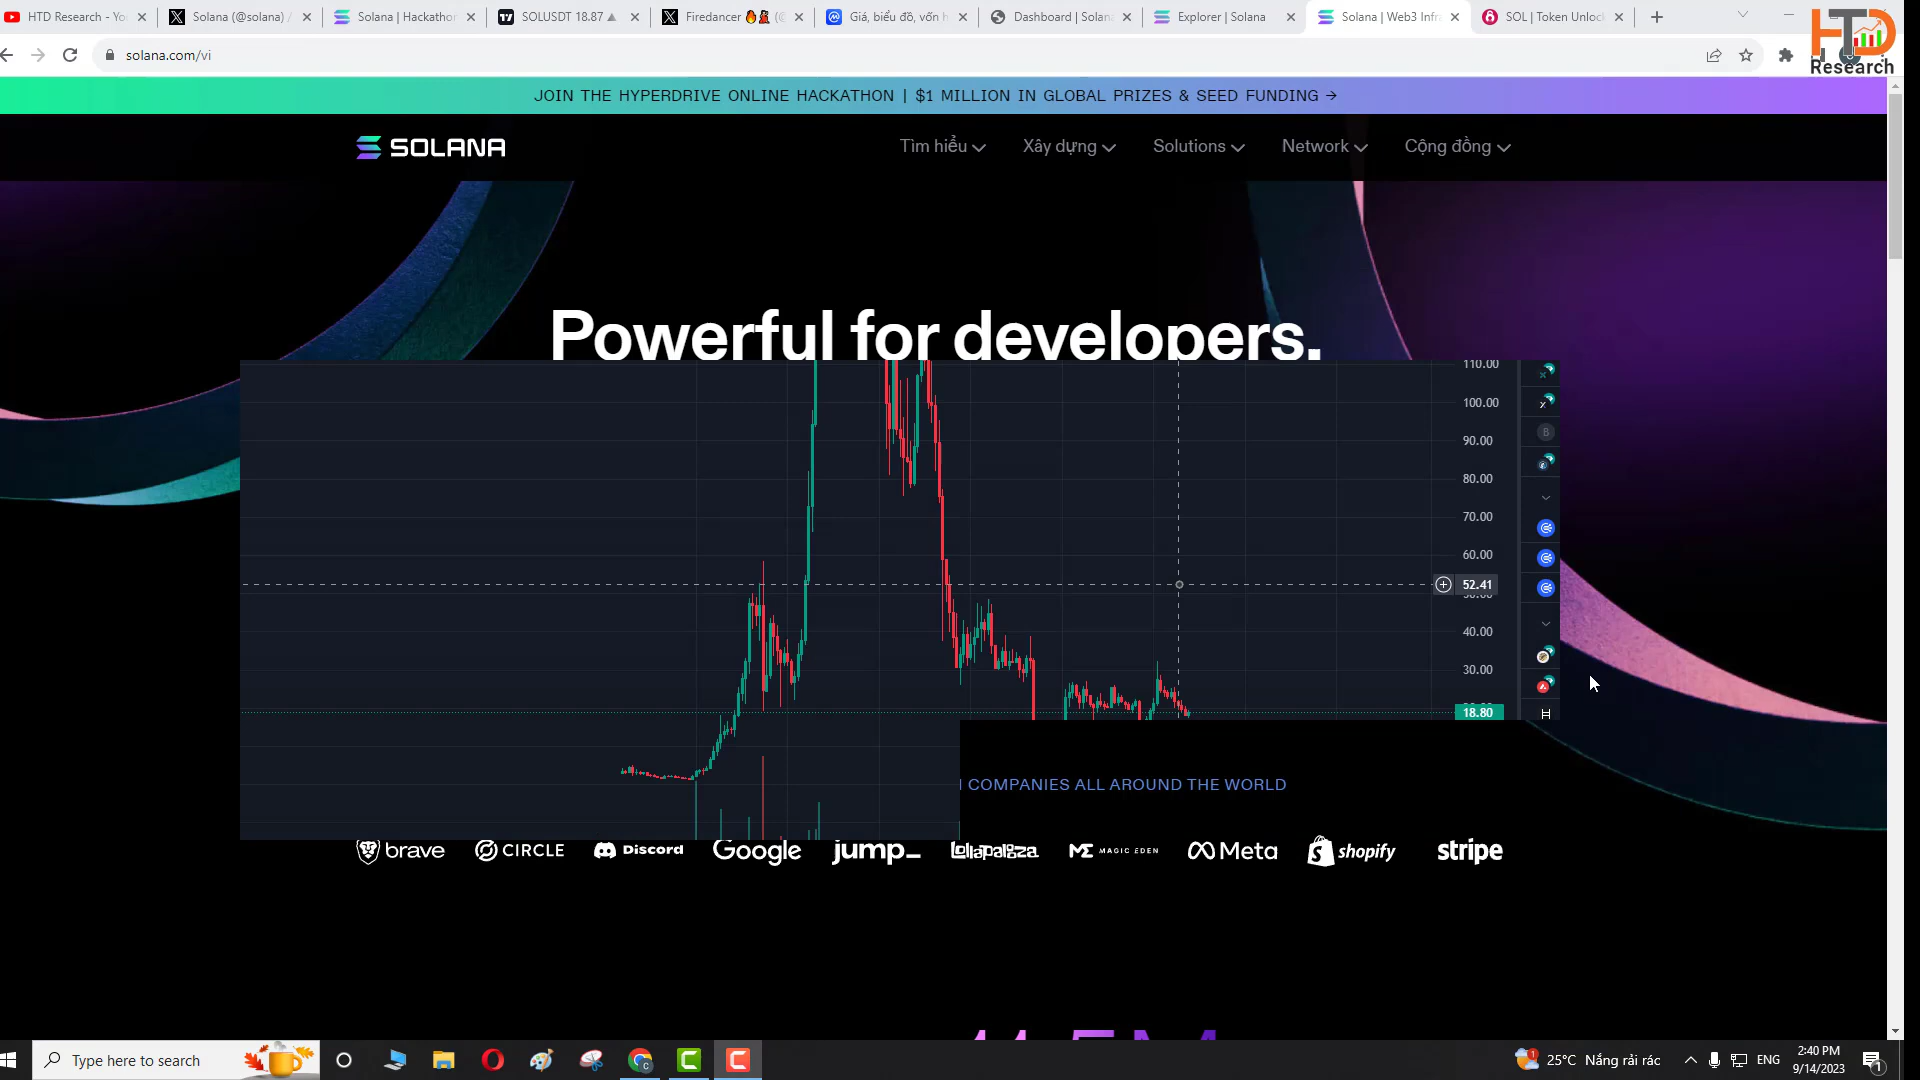 HTD Research - Yo
Solana (@solana) /
Solana | Hackathon
SOLUSDT 18.87
Firedancer
Giá, biểu đồ, vốn h
Dashboard | Solana
Explorer | Solana
Solana | Web3 Infra
SOL | Token Unlock
HTD
Research
solana.com/vi
JOIN THE HYPERDRIVE ONLINE HACKATHON | $1 MILLION IN GLOBAL PRIZES & SEED FUNDING →
SOLANA
Tìm hiểu
Xây dựng
Solutions
Network
Cộng đồng
Powerful for developers.
110.00
100.00
90.00
80.00
70.00
60.00
52.41
40.00
30.00
18.80
COMPANIES ALL AROUND THE WORLD
brave
CIRCLE
Discord
Google
jump_
Lollapalooza
MAGIC EDEN
Meta
shopify
stripe
Type here to search
25°C Nắng rải rác
ENG
2:40 PM
9/14/2023